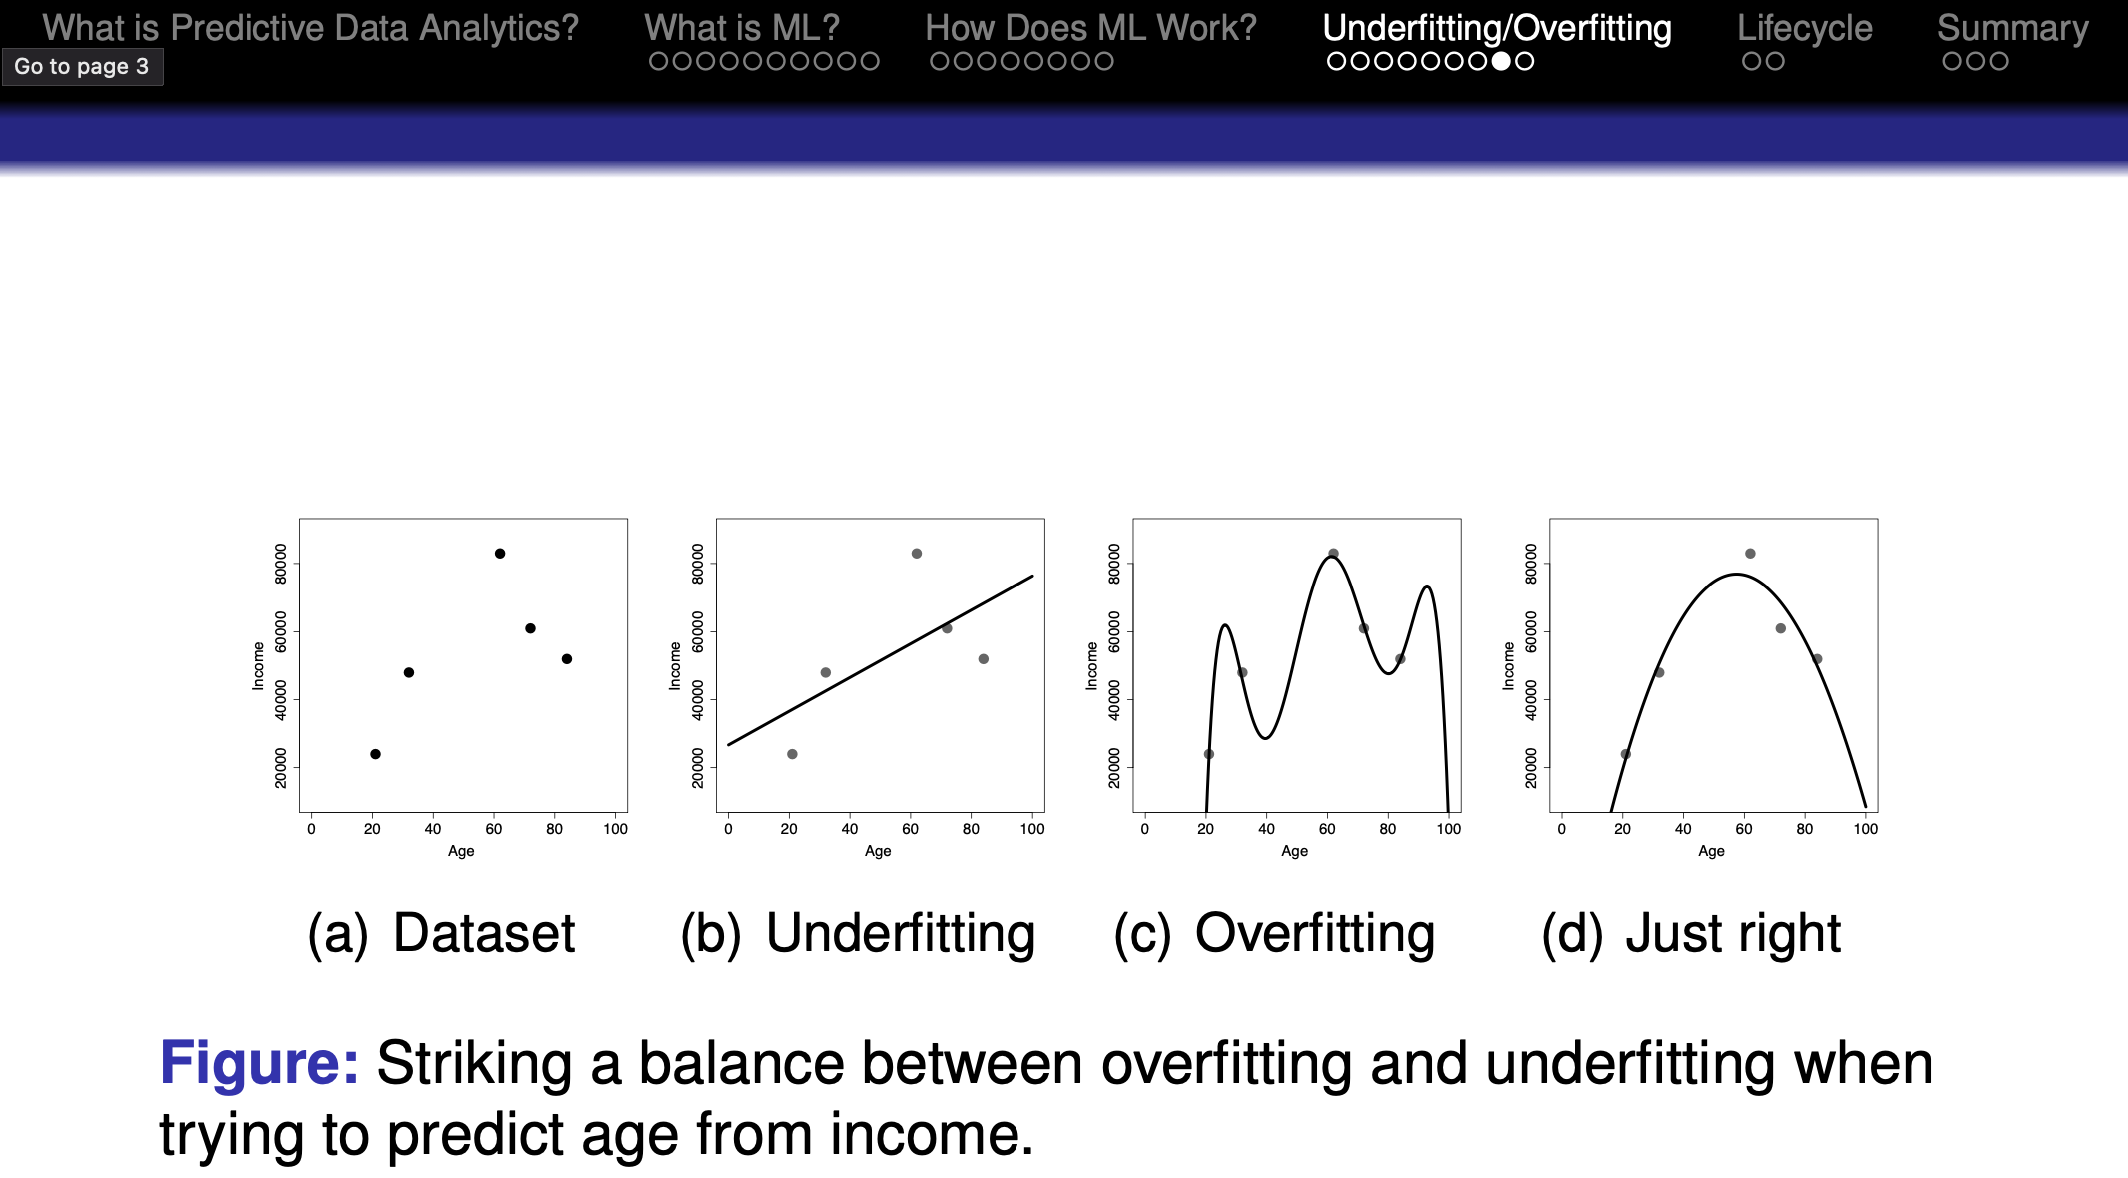 What is Predictive Data Analytics? What is ML? How Does ML Work? Underfitting/Overfitting Lifecycle Summary
Go to page 3
80000
60000
40000
20000
Income
0 20 40 60 80 100
Age
(a) Dataset
80000
60000
40000
20000
Income
0 20 40 60 80 100
Age
(b) Underfitting
80000
60000
40000
20000
Income
0 20 40 60 80 100
Age
(c) Overfitting
80000
60000
40000
20000
Income
0 20 40 60 80 100
Age
(d) Just right
Figure: Striking a balance between overfitting and underfitting when
trying to predict age from income.